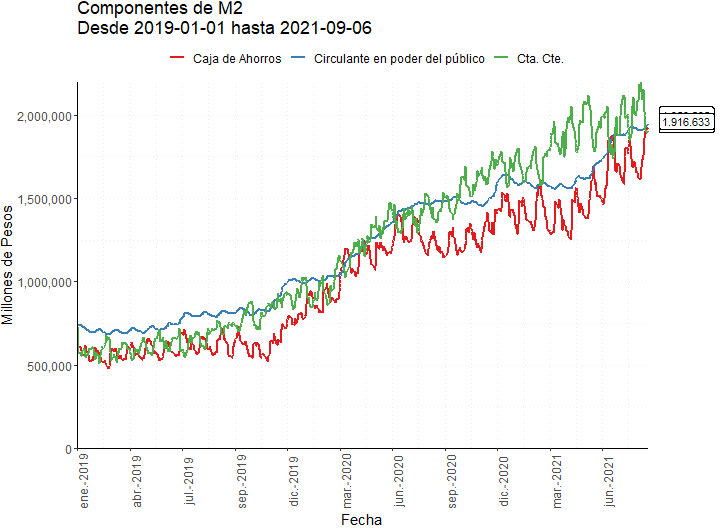 Componentes de M2
Desde 2019-01-01 hasta 2021-09-06
Caja de Ahorros
Circulante en poder del público
Cta. Cte.
Millones de Pesos
2,000,000
1,500,000
1,000,000
500,000
0
1.916.633
ene.-2019
abr.-2019
jun.-2019
sep.-2019
dic.-2019
mar.-2020
jun.-2020
sep.-2020
dic.-2020
mar.-2021
jun.-2021
Fecha